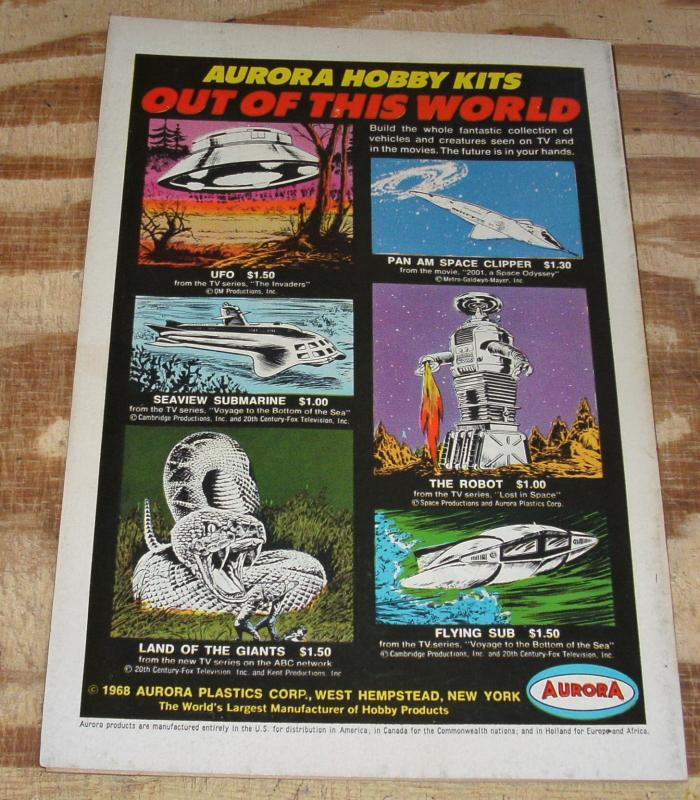 AURORA HOBBY KITS
OUT OF THIS WORLD
Build the whole fantastic collection of
vehicles and creatures seen on TV and
in the movies. The future is in your hands.
UFO $1.50
from the TV series, "The Invaders"
© QM Productions, Inc.
PAN AM SPACE CLIPPER $1.30
from the movie, "2001, a Space Odyssey"
© Metro-Goldwyn-Mayer, Inc.
SEAVIEW SUBMARINE $1.00
from the TV series, "Voyage to the Bottom of the Sea"
© Cambridge Productions, Inc. and 20th Century-Fox Television, Inc.
THE ROBOT $1.00
from the TV series, "Lost in Space"
© Space Productions and Aurora Plastics Corp.
LAND OF THE GIANTS $1.50
from the new TV series on the ABC network
© 20th Century-Fox Television, Inc. and Kent Productions, Inc
FLYING SUB $1.50
from the TV series, "Voyage to the Bottom of the Sea"
© Cambridge Productions, Inc. and 20th Century-Fox Television, Inc.
© 1968 AURORA PLASTICS CORP., WEST HEMPSTEAD, NEW YORK
The World's Largest Manufacturer of Hobby Products
AURORA
Aurora products are manufactured entirely in the U.S. for distribution in America; in Canada for the Commonwealth nations; and in Holland for Europe and Africa.